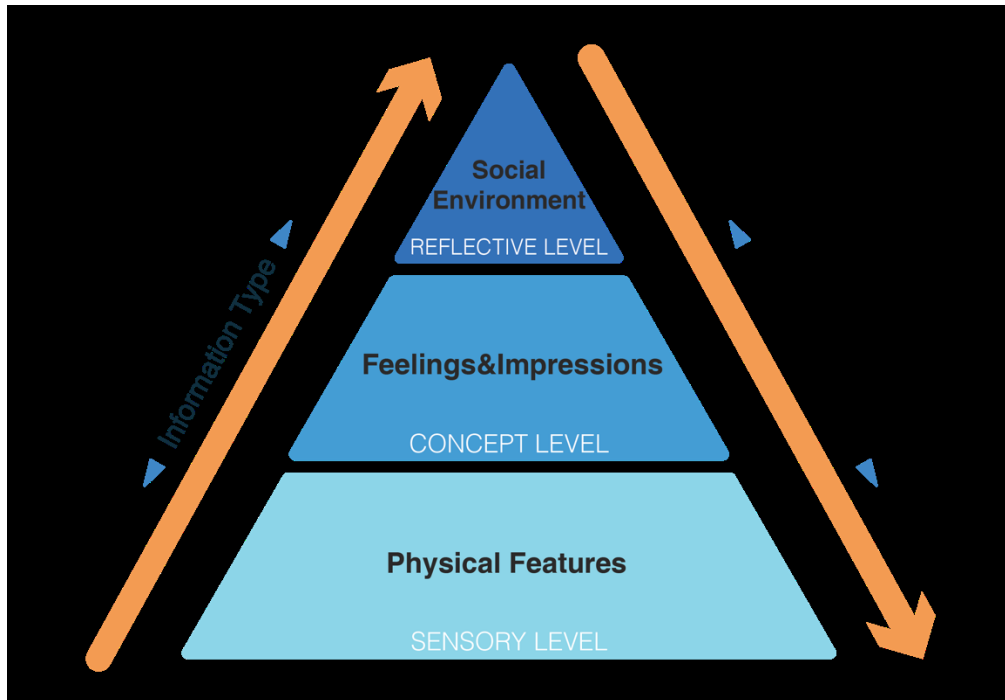 Social
Environment
REFLECTIVE LEVEL
Information Type
Feelings&Impressions
CONCEPT LEVEL
Physical Features
SENSORY LEVEL